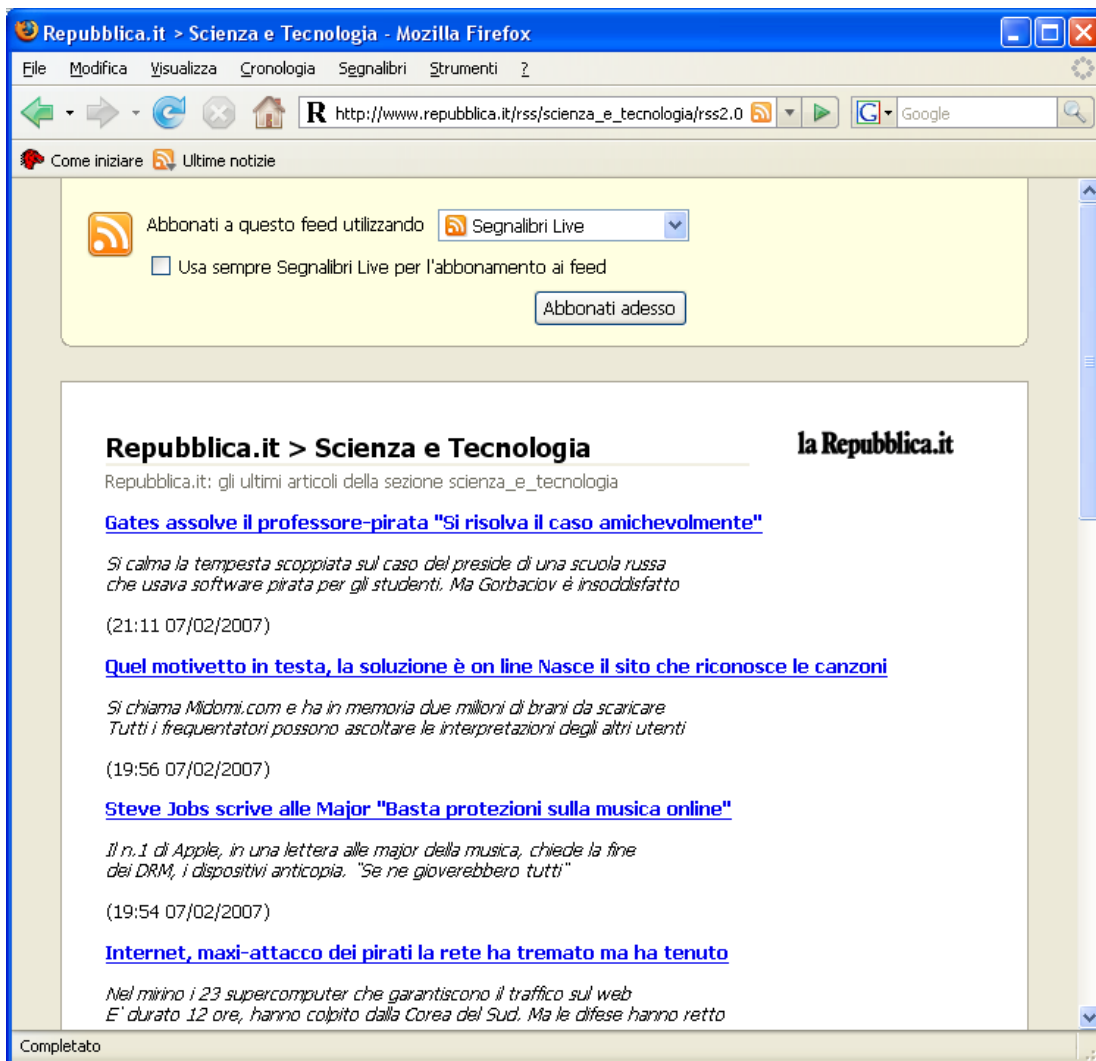 Repubblica.it > Scienza e Tecnologia - Mozilla Firefox
File Modifica Visualizza Cronologia Segnalibri Strumenti ?
R http://www.repubblica.it/rss/scienza_e_tecnologia/rss2.0 G Google
Come iniziare Ultime notizie
Abbonati a questo feed utilizzando Segnalibri Live
Usa sempre Segnalibri Live per l'abbonamento ai feed
Abbonati adesso
Repubblica.it > Scienza e Tecnologia la Repubblica.it
Repubblica.it: gli ultimi articoli della sezione scienza_e_tecnologia
Gates assolve il professore-pirata "Si risolva il caso amichevolmente"
Si calma la tempesta scoppiata sul caso del preside di una scuola russa
che usava software pirata per gli studenti. Ma Gorbaciov è insoddisfatto
(21:11 07/02/2007)
Quel motivetto in testa, la soluzione è on line Nasce il sito che riconosce le canzoni
Si chiama Midomi.com e ha in memoria due milioni di brani da scaricare
Tutti i frequentatori possono ascoltare le interpretazioni degli altri utenti
(19:56 07/02/2007)
Steve Jobs scrive alle Major "Basta protezioni sulla musica online"
Il n.1 di Apple, in una lettera alle major della musica, chiede la fine
dei DRM, i dispositivi anticopia. "Se ne gioverebbero tutti"
(19:54 07/02/2007)
Internet, maxi-attacco dei pirati la rete ha tremato ma ha tenuto
Nel mirino i 23 supercomputer che garantiscono il traffico sul web
E` durato 12 ore, hanno colpito dalla Corea del Sud. Ma le difese hanno retto
Completato